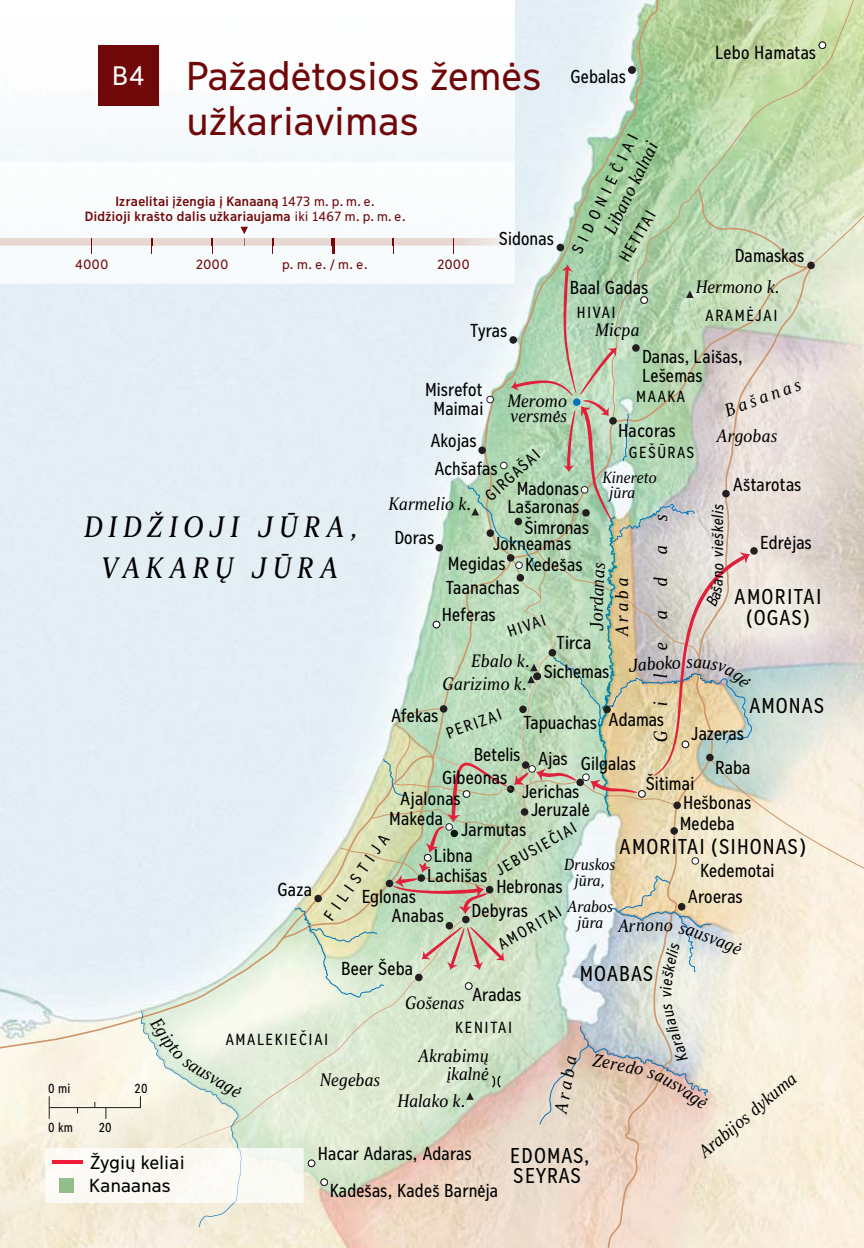 B4
Pažadėtosios žemės
užkariavimas
Izraelitai įžengia į Kanaaną 1473 m. p. m. e.
Didžioji krašto dalis užkariaujama iki 1467 m. p. m. e.
4000
2000
p. m. e. / m. e.
2000
Lebo Hamatas
Gebalas
SIDONIEČIAI
Libano kalnai
HETITAI
Sidonas
Damaskas
Baal Gadas
Hermono k.
HIVAI
ARAMĖJAI
Micpa
Tyras
Danas, Laišas,
Lešemas
MAAKA
Misrefot
Maimai
Meromo
versmės
Bašanas
Hacoras
Argobas
Akojas
GEŠŪRAS
Achšafas
GIRGAŠAI
Kinereto
jūra
Madonas
Aštarotas
Karmelio k.
Lašaronas
Šimronas
DIDŽIOJI JŪRA,
VAKARŲ JŪRA
Doras
Jokneamas
Edrėjas
Megidas
Kedešas
Taanachas
Jordanas
Araba
Gileadas
Bašano vieškelis
AMORITAI
(OGAS)
Heferas
HIVAI
Tirca
Ebalo k.
Sichemas
Jaboko sausvagė
Garizimo k.
AMONAS
Afekas
PERIZAI
Tapuachas
Adamas
Jazeras
Betelis
Ajas
Gilgalas
Raba
Gibeonas
Jerichas
Šitimai
Ajalonas
Hešbonas
Makeda
Jeruzalė
Medeba
Jarmutas
AMORITAI (SIHONAS)
Libna
JEBUSIEČIAI
Druskos
jūra,
Arabos
jūra
Kedemotai
FILISTIJA
Lachišas
Gaza
Eglonas
Hebronas
Aroeras
Anabas
Debyras
AMORITAI
Arnono sausvagė
Beer Šeba
MOABAS
Karaliaus vieškelis
Gošenas
Aradas
KENITAI
AMALEKIEČIAI
Egipto sausvagė
Akrabimų
įkalnė
Negebas
Halako k.
Araba
Zeredo sausvagė
Arabijos dykuma
0 mi 20
0 km 20
Hacar Adaras, Adaras
EDOMAS,
SEYRAS
Žygių keliai
Kanaanas
Kadešas, Kadeš Barnėja